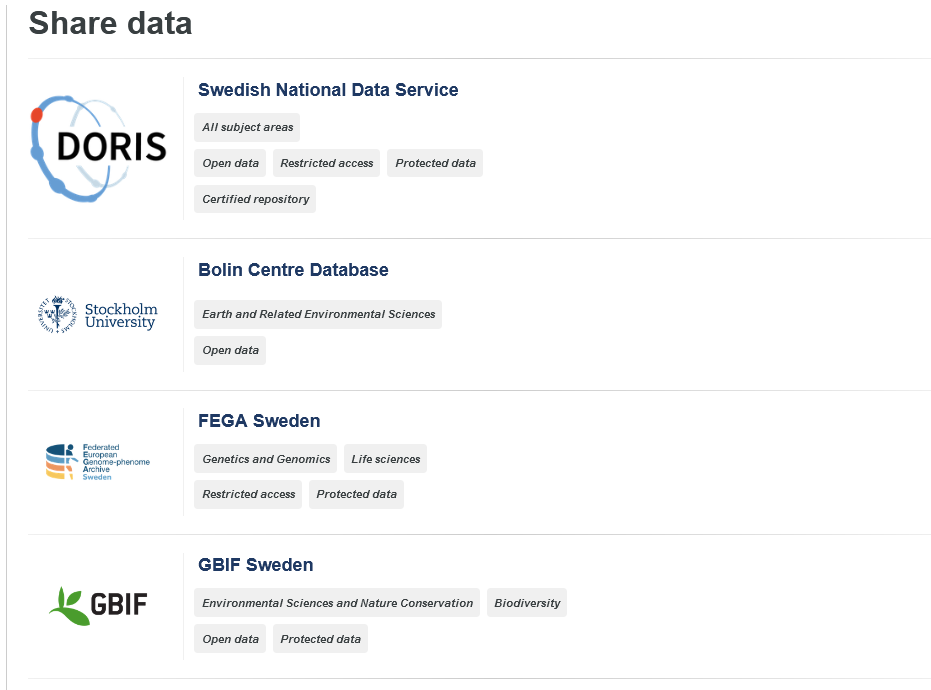 Share data
DORIS
Swedish National Data Service
All subject areas
Open data Restricted access Protected data
Certified repository
Stockholm
University
Bolin Centre Database
Earth and Related Environmental Sciences
Open data
Federated
European
Genome-phenome
Archive
Sweden
FEGA Sweden
Genetics and Genomics Life sciences
Restricted access Protected data
GBIF
GBIF Sweden
Environmental Sciences and Nature Conservation Biodiversity
Open data Protected data